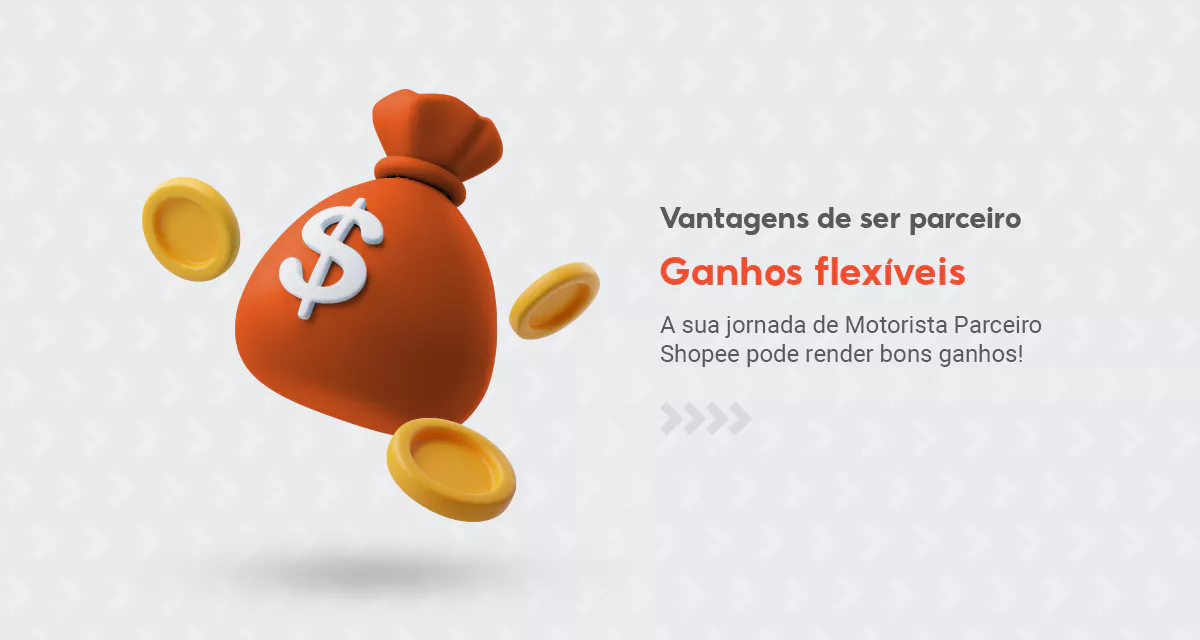 $
Vantagens de ser parceiro
Ganhos flexíveis
A sua jornada de Motorista Parceiro
Shopee pode render bons ganhos!